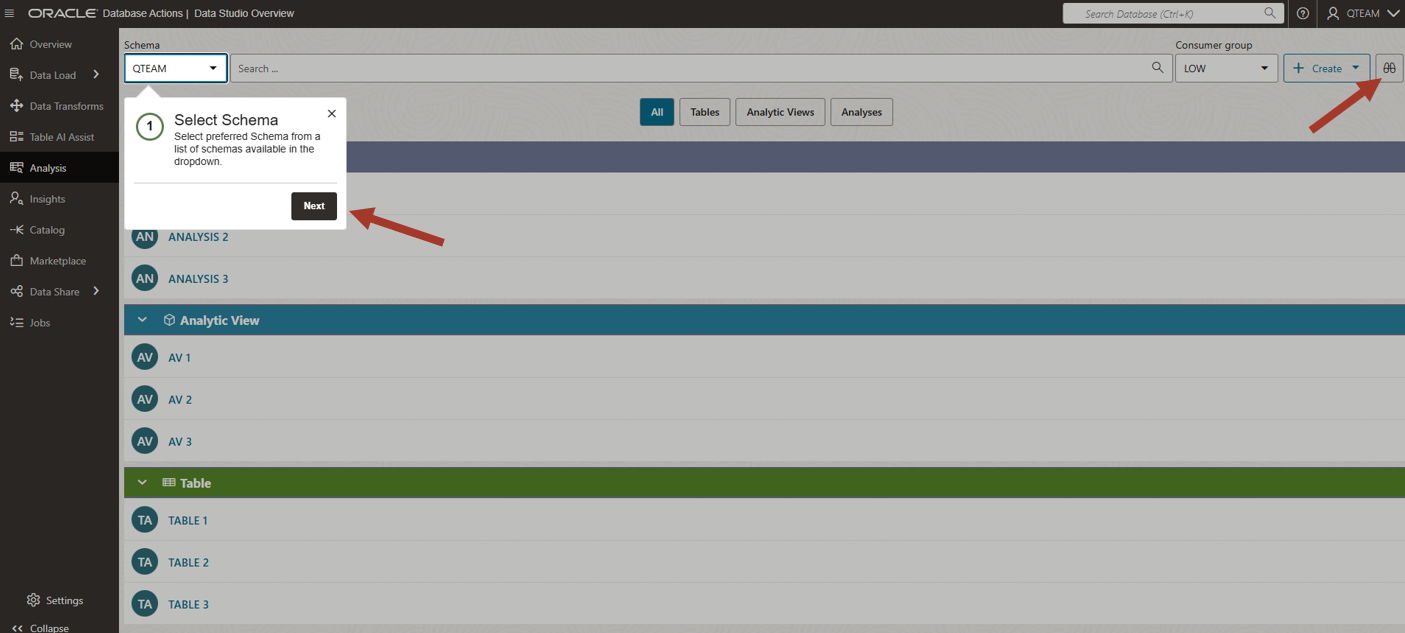 ORACLE Database Actions | Data Studio Overview
Search Database (Ctrl+K)
QTEAM
Overview
Data Load
Data Transforms
Table AI Assist
Analysis
Insights
Catalog
Marketplace
Data Share
Jobs
Settings
Collapse
Schema
QTEAM
Search ...
Consumer group
LOW
Create
All
Tables
Analytic Views
Analyses
1
Select Schema
Select preferred Schema from a
list of schemas available in the
dropdown.
Next
AN ANALYSIS 2
AN ANALYSIS 3
Analytic View
AV AV 1
AV AV 2
AV AV 3
Table
TA TABLE 1
TA TABLE 2
TA TABLE 3